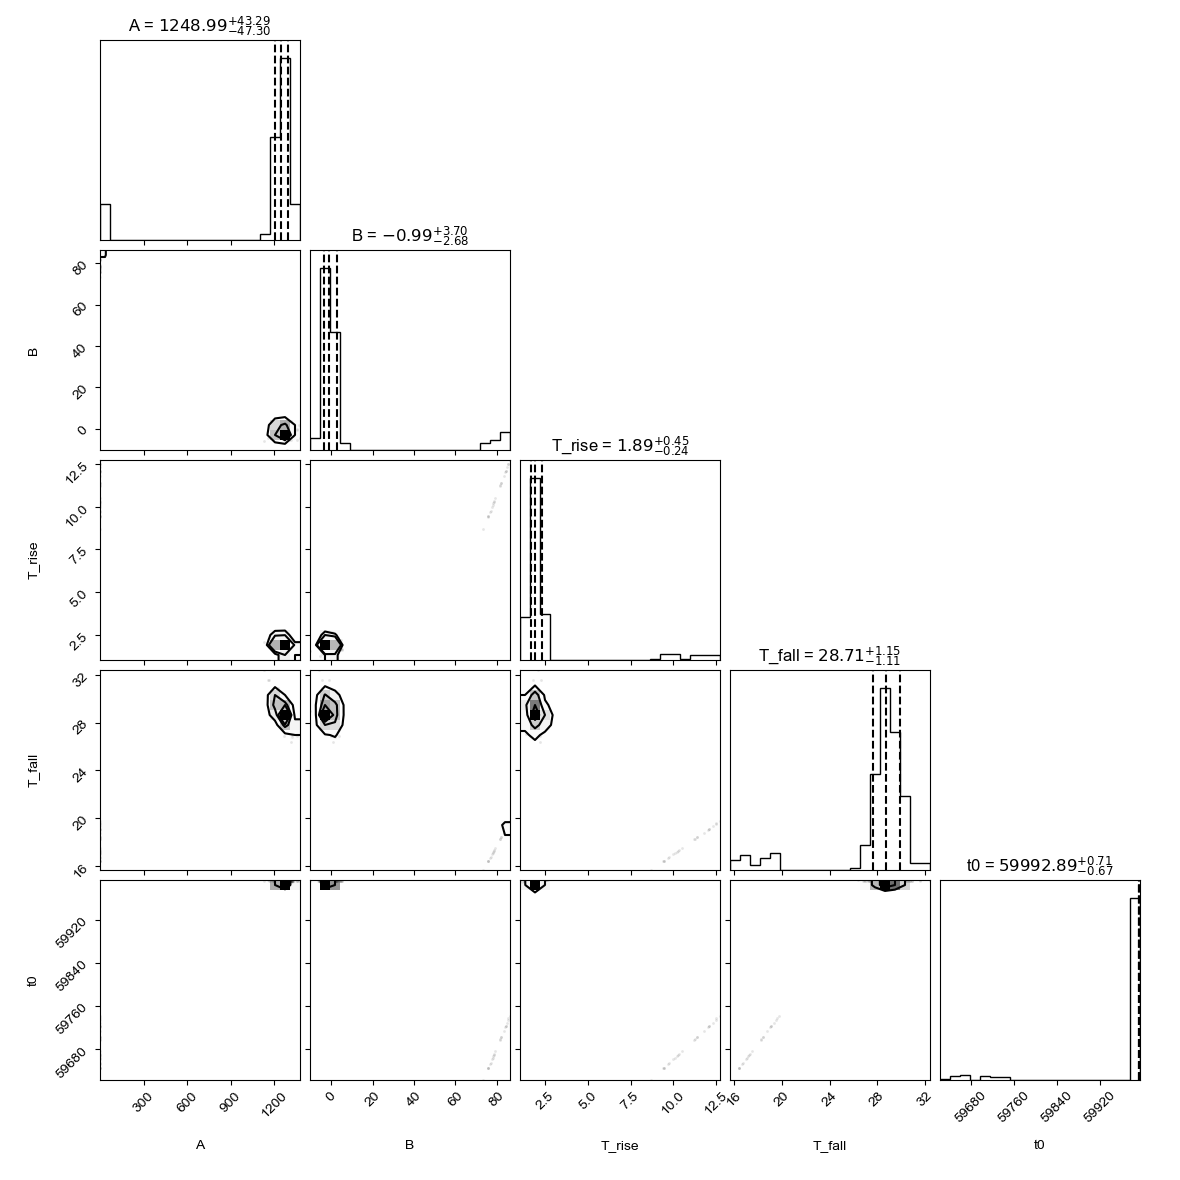 A = 1248.99 +43.29 −47.30
B = −0.99 +3.70 −2.68
80
60
40
20
0
B
T_rise = 1.89 +0.45 −0.24
12.5
10.0
7.5
5.0
2.5
T_rise
T_fall = 28.71 +1.15 −1.11
32
28
24
20
16
T_fall
t0 = 59992.89 +0.71 −0.67
59920
59840
59760
59680
t0
300 600 900 1200 0 20 40 60 80 2.5 5.0 7.5 10.0 12.5 16 20 24 28 32 59680 59760 59840 59920
A B T_rise T_fall t0